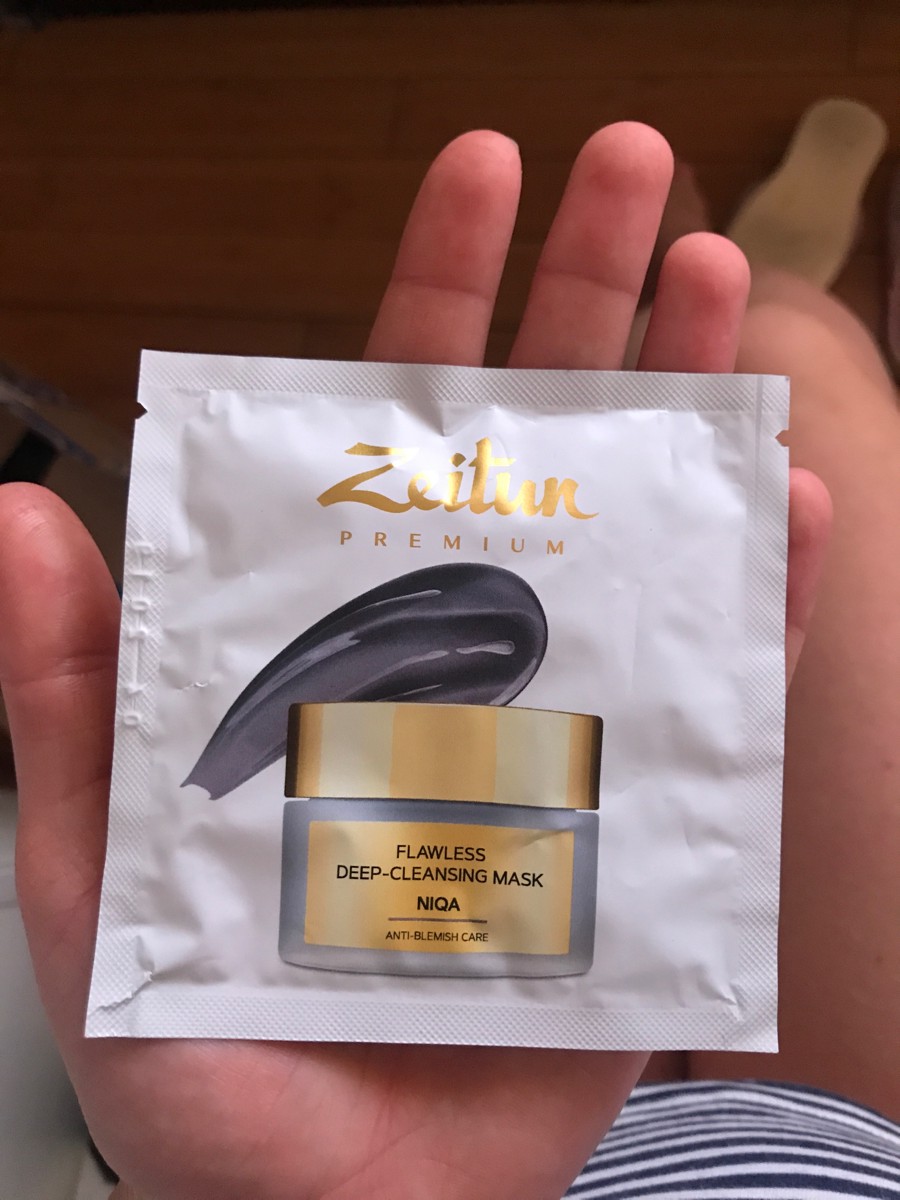 Zeitun
PREMIUM
FLAWLESS
DEEP-CLEANSING MASK
NIQA
ANTI-BLEMISH CARE